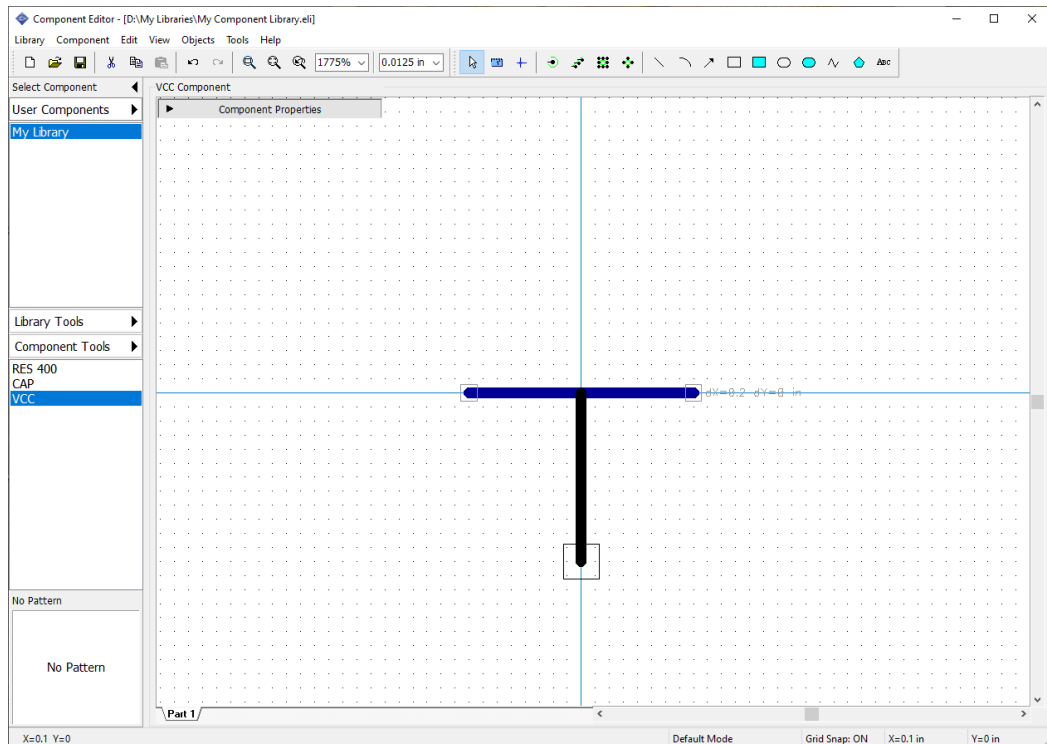 Component Editor - [D:\My Libraries\My Component Library.eli]
Library Component Edit View Objects Tools Help
1775% 0.0125 in ABC
Select Component
VCC Component
User Components
Component Properties
My Library
Library Tools
Component Tools
RES 400
CAP
VCC
dX=0.2 dY=0 in
No Pattern
No Pattern
Part 1
X=0.1 Y=0
Default Mode
Grid Snap: ON
X=0.1 in
Y=0 in